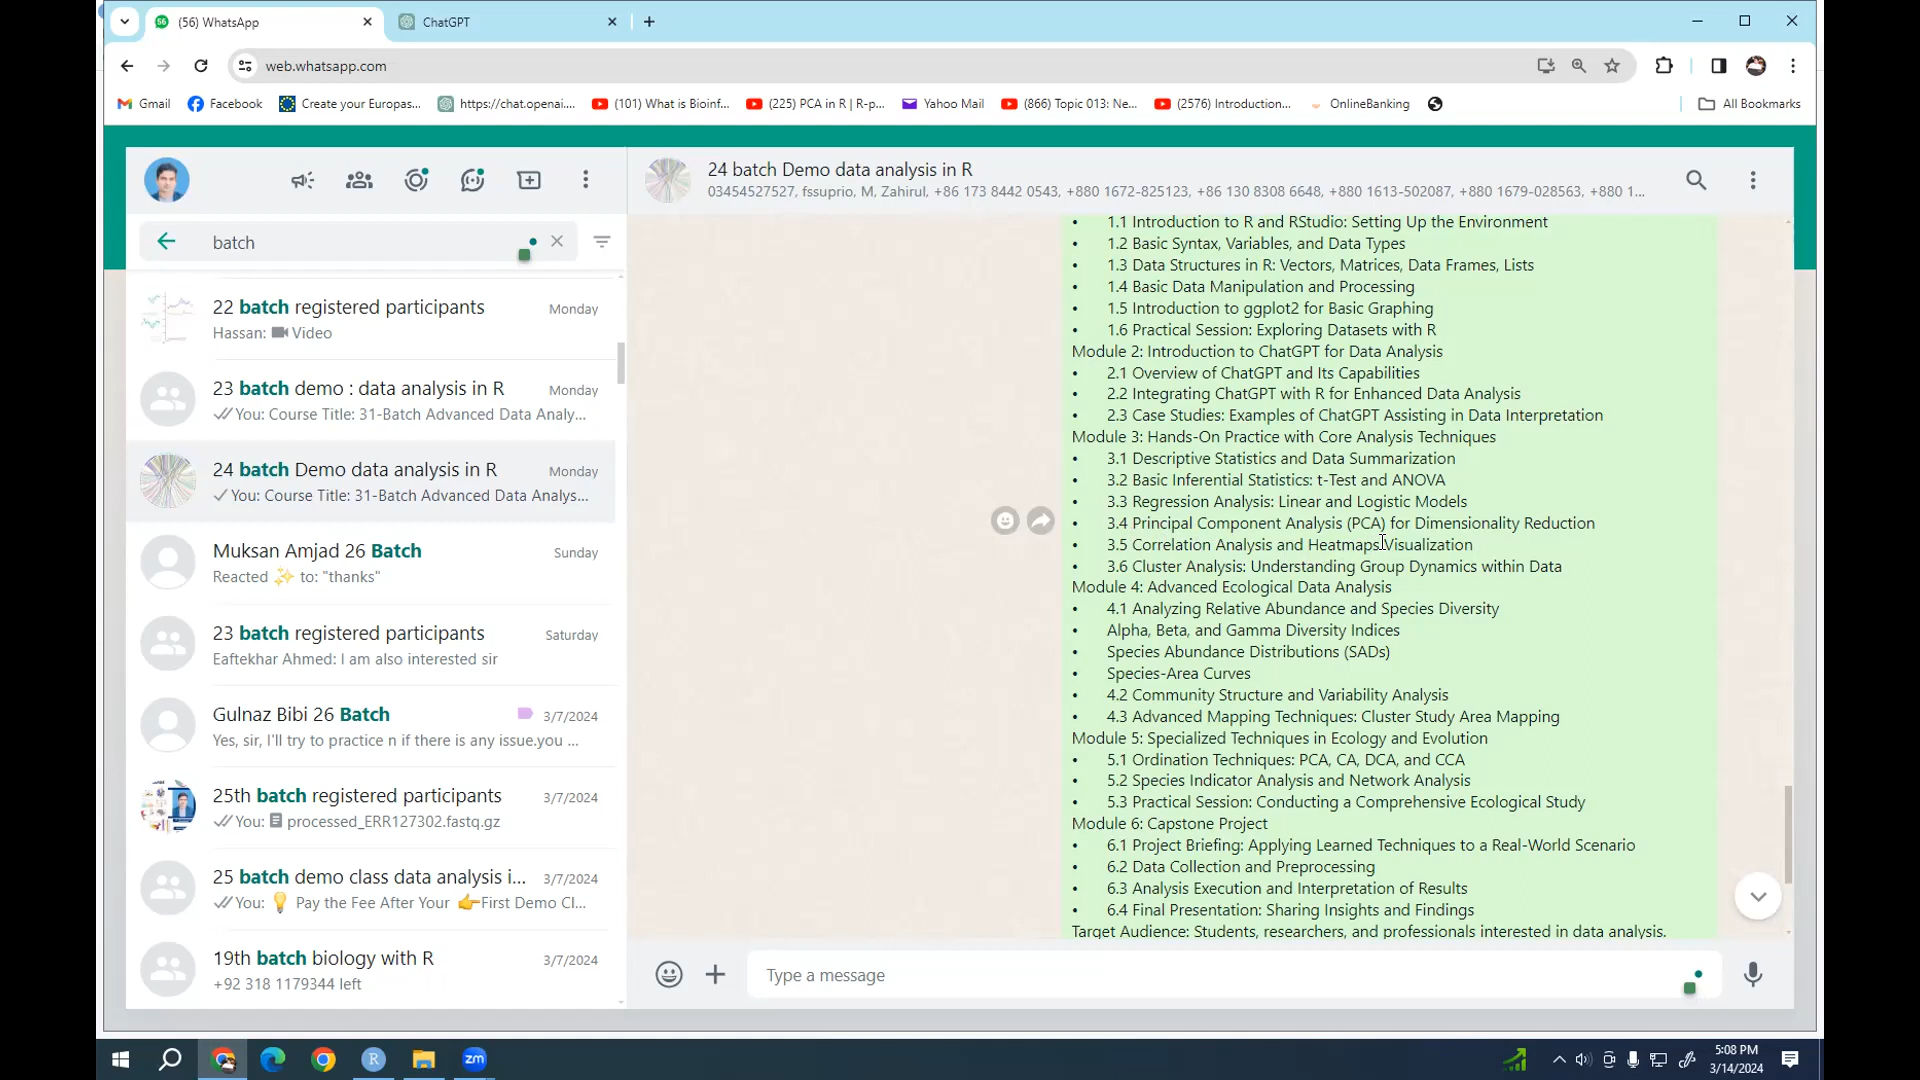 (56) WhatsApp
ChatGPT
web.whatsapp.com
Gmail
Facebook
Create your Europas...
https://chat.openai....
(101) What is Bioinf...
(225) PCA in R | R-p...
Yahoo Mail
(866) Topic 013: Ne...
(2576) Introduction...
OnlineBanking
All Bookmarks
24 batch Demo data analysis in R
03454527527, fssuprio, M, Zahirul, +86 173 8442 0543, +880 1672-825123, +86 130 8308 6648, +880 1613-502087, +880 1679-028563, +880 1...
batch
22 batch registered participants
Monday
Hassan: Video
23 batch demo : data analysis in R
Monday
You: Course Title: 31-Batch Advanced Data Analy...
24 batch Demo data analysis in R
Monday
You: Course Title: 31-Batch Advanced Data Analys...
Muksan Amjad 26 Batch
Sunday
Reacted ✨ to: "thanks"
23 batch registered participants
Saturday
Eaftekhar Ahmed: I am also interested sir
Gulnaz Bibi 26 Batch
3/7/2024
Yes, sir, I'll try to practice n if there is any issue.you ...
25th batch registered participants
3/7/2024
You: processed_ERR127302.fastq.gz
25 batch demo class data analysis i...
3/7/2024
You: 💡 Pay the Fee After Your 👉First Demo Cl...
19th batch biology with R
3/7/2024
+92 318 1179344 left
• 1.1 Introduction to R and RStudio: Setting Up the Environment
• 1.2 Basic Syntax, Variables, and Data Types
• 1.3 Data Structures in R: Vectors, Matrices, Data Frames, Lists
• 1.4 Basic Data Manipulation and Processing
• 1.5 Introduction to ggplot2 for Basic Graphing
• 1.6 Practical Session: Exploring Datasets with R
Module 2: Introduction to ChatGPT for Data Analysis
• 2.1 Overview of ChatGPT and Its Capabilities
• 2.2 Integrating ChatGPT with R for Enhanced Data Analysis
• 2.3 Case Studies: Examples of ChatGPT Assisting in Data Interpretation
Module 3: Hands-On Practice with Core Analysis Techniques
• 3.1 Descriptive Statistics and Data Summarization
• 3.2 Basic Inferential Statistics: t-Test and ANOVA
• 3.3 Regression Analysis: Linear and Logistic Models
• 3.4 Principal Component Analysis (PCA) for Dimensionality Reduction
• 3.5 Correlation Analysis and Heatmaps Visualization
• 3.6 Cluster Analysis: Understanding Group Dynamics within Data
Module 4: Advanced Ecological Data Analysis
• 4.1 Analyzing Relative Abundance and Species Diversity
• Alpha, Beta, and Gamma Diversity Indices
• Species Abundance Distributions (SADs)
• Species-Area Curves
• 4.2 Community Structure and Variability Analysis
• 4.3 Advanced Mapping Techniques: Cluster Study Area Mapping
Module 5: Specialized Techniques in Ecology and Evolution
• 5.1 Ordination Techniques: PCA, CA, DCA, and CCA
• 5.2 Species Indicator Analysis and Network Analysis
• 5.3 Practical Session: Conducting a Comprehensive Ecological Study
Module 6: Capstone Project
• 6.1 Project Briefing: Applying Learned Techniques to a Real-World Scenario
• 6.2 Data Collection and Preprocessing
• 6.3 Analysis Execution and Interpretation of Results
• 6.4 Final Presentation: Sharing Insights and Findings
Target Audience: Students, researchers, and professionals interested in data analysis.
Type a message
R
zm
5:08 PM
3/14/2024